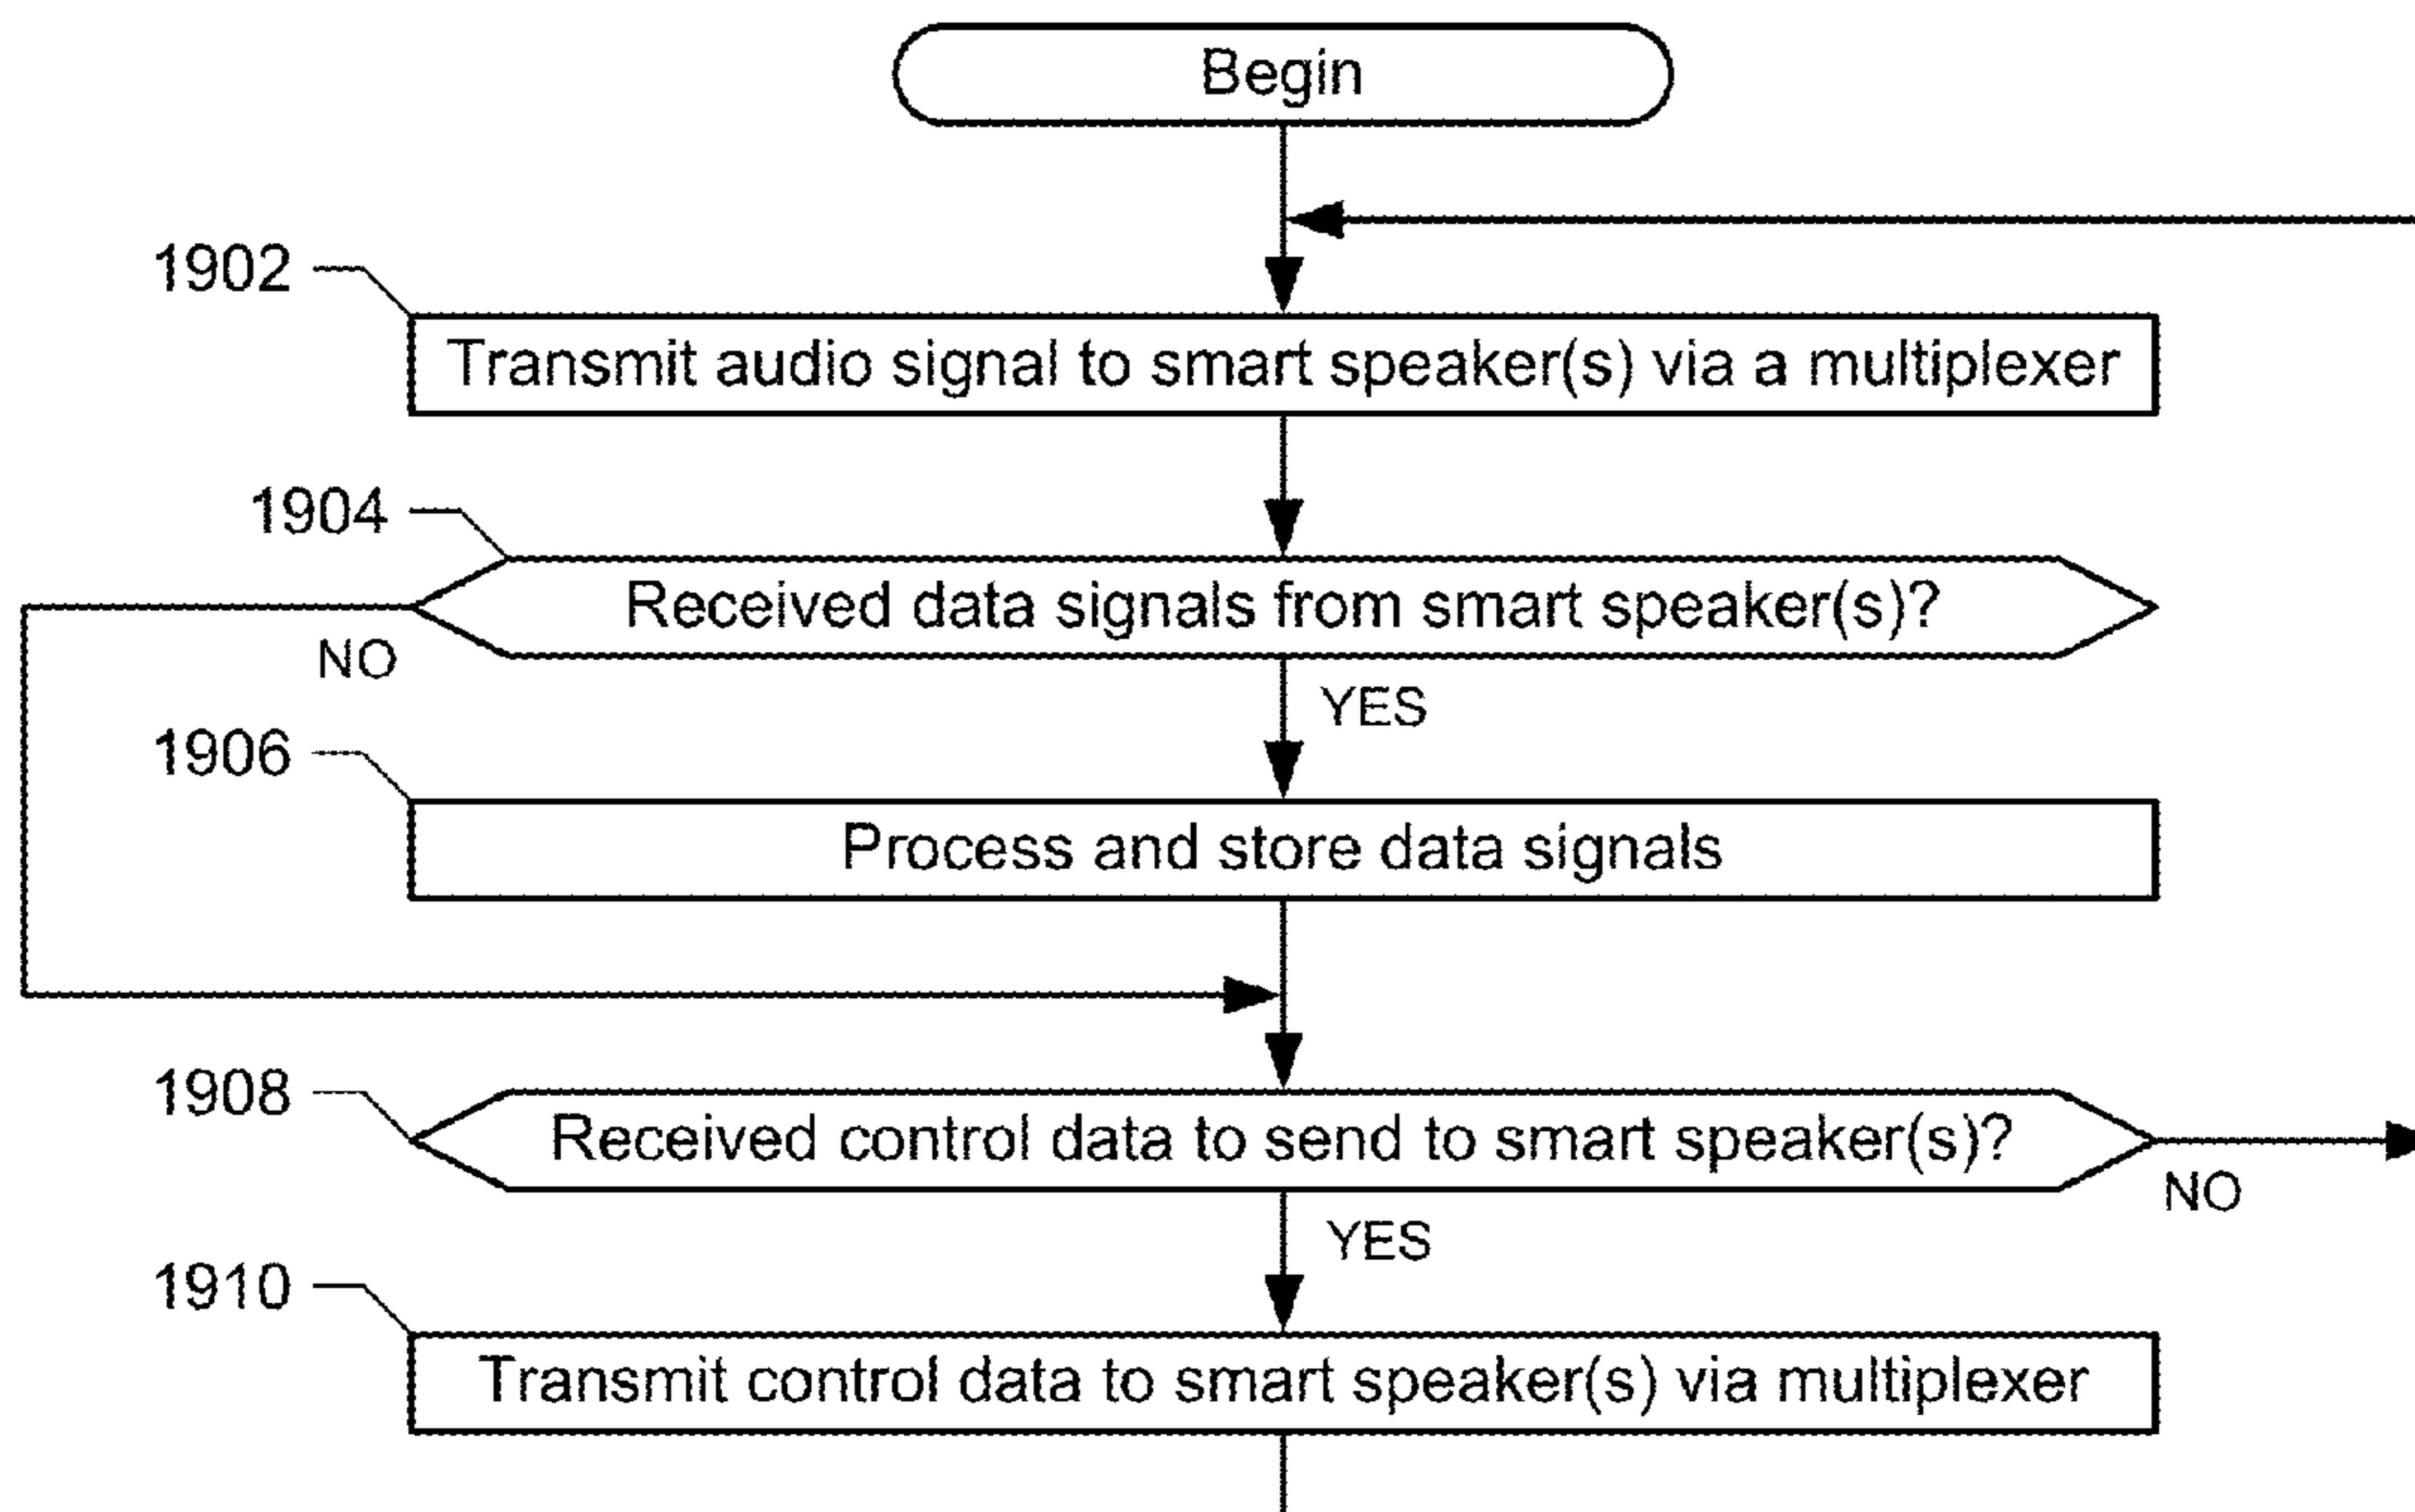 Begin
1902
Transmit audio signal to smart speaker(s) via a multiplexer
1904
Received data signals from smart speaker(s)?
NO
YES
1906
Process and store data signals
1908
Received control data to send to smart speaker(s)?
NO
YES
1910
Transmit control data to smart speaker(s) via multiplexer